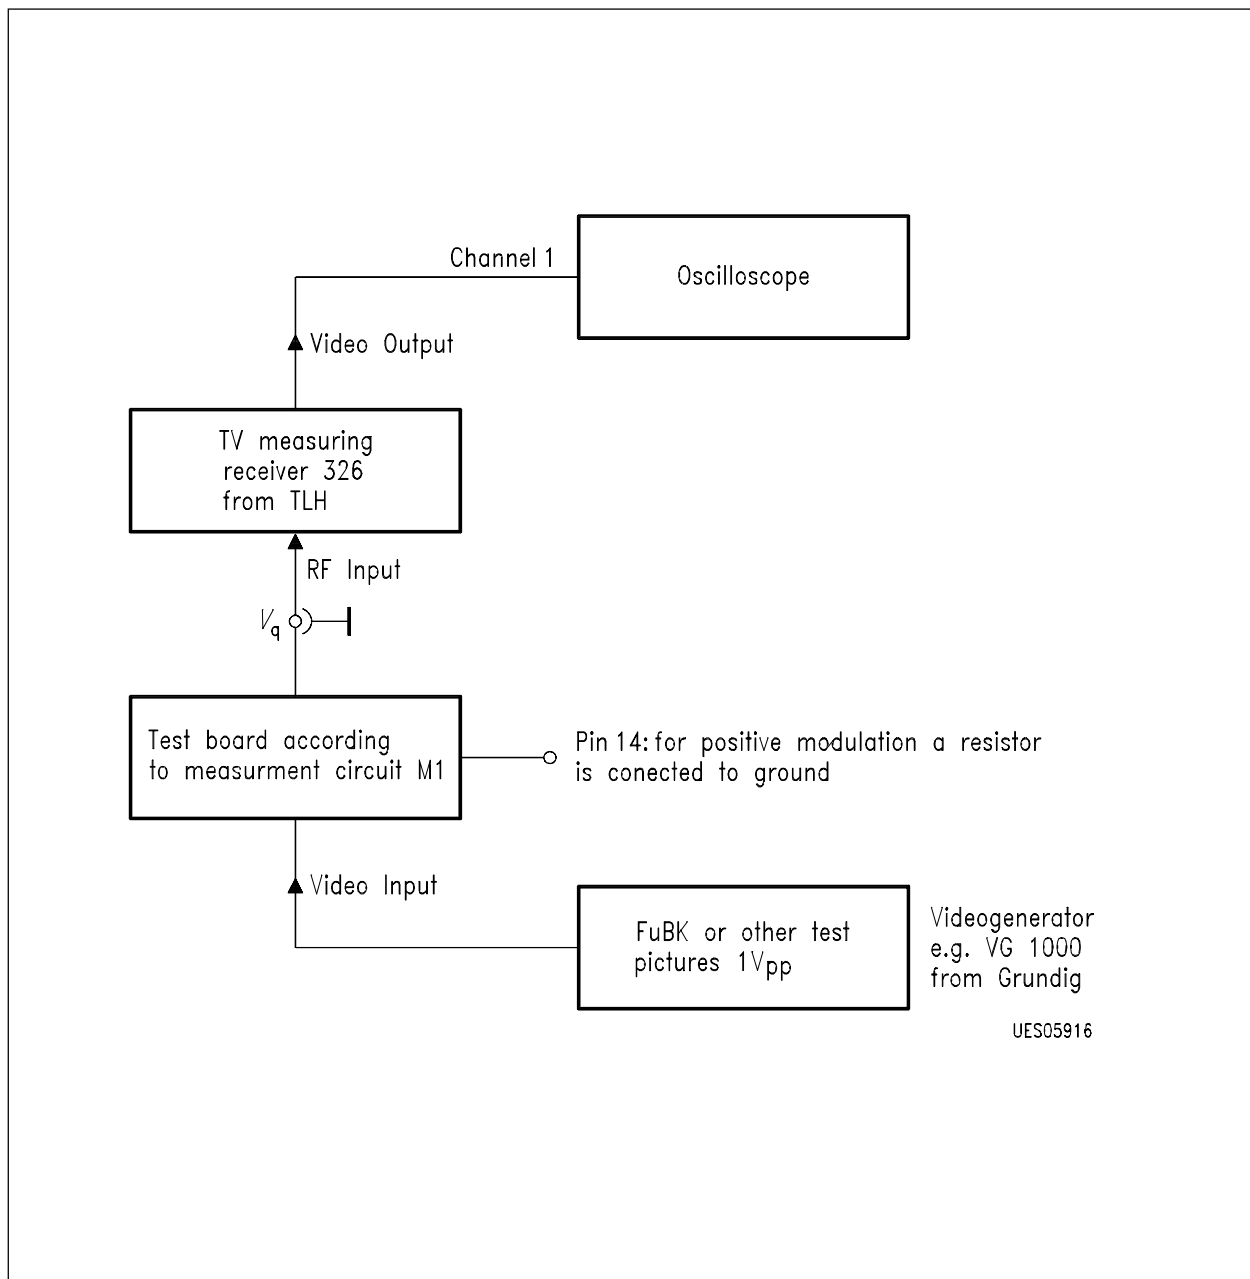 Channel 1
Oscilloscope
Video Output
TV measuring
receiver 326
from TLH
RF Input
Vq
Test board according
to measurment circuit M1
Pin 14: for positive modulation a resistor
is conected to ground
Video Input
FuBK or other test
pictures 1Vpp
Videogenerator
e.g. VG 1000
from Grundig
UES05916